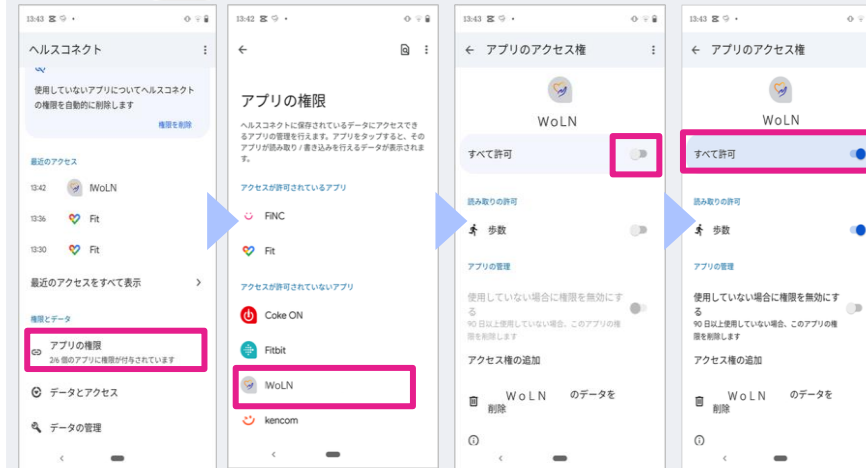 13:43
ヘルスコネクト
使用していないアプリについてヘルスコネクト
の権限を自動的に削除します
権限を削除
最近のアクセス
13:42 WoLN
13:36 Fit
13:30 Fit
最近のアクセスをすべて表示
権限とデータ
アプリの権限
2/6 個のアプリに権限が付与されています
データとアクセス
データの管理
13:42
アプリの権限
ヘルスコネクトに保存されているデータにアクセスでき
るアプリの管理を行えます。アプリをタップすると、その
アプリが読み取り / 書き込みを行えるデータが表示されま
す。
アクセスが許可されているアプリ
FiNC
Fit
アクセスが許可されていないアプリ
Coke ON
Fitbit
WoLN
kencom
13:43
アプリのアクセス権
WoLN
すべて許可
読み取りの許可
歩数
アプリの管理
使用していない場合に権限を無効にす
る
90 日以上使用していない場合、このアプリの権
限を削除します
アクセス権の追加
WoLN のデータを
削除
13:43
アプリのアクセス権
WoLN
すべて許可
読み取りの許可
歩数
アプリの管理
使用していない場合に権限を無効にす
る
90 日以上使用していない場合、このアプリの権
限を削除します
アクセス権の追加
WoLN のデータを
削除